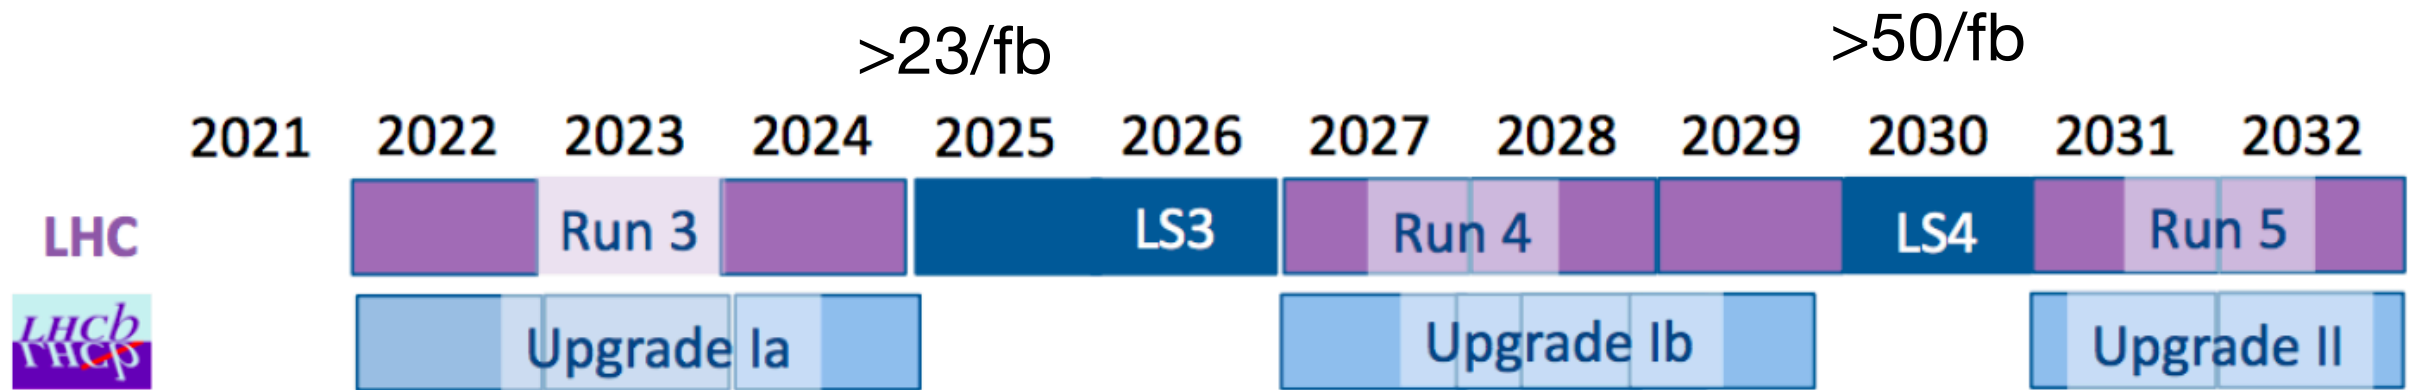 >23/fb >50/fb
2021 2022 2023 2024 2025 2026 2027 2028 2029 2030 2031 2032
LHC Run 3 LS3 Run 4 LS4 Run 5
LHCb Upgrade Ia Upgrade Ib Upgrade II
LHCb